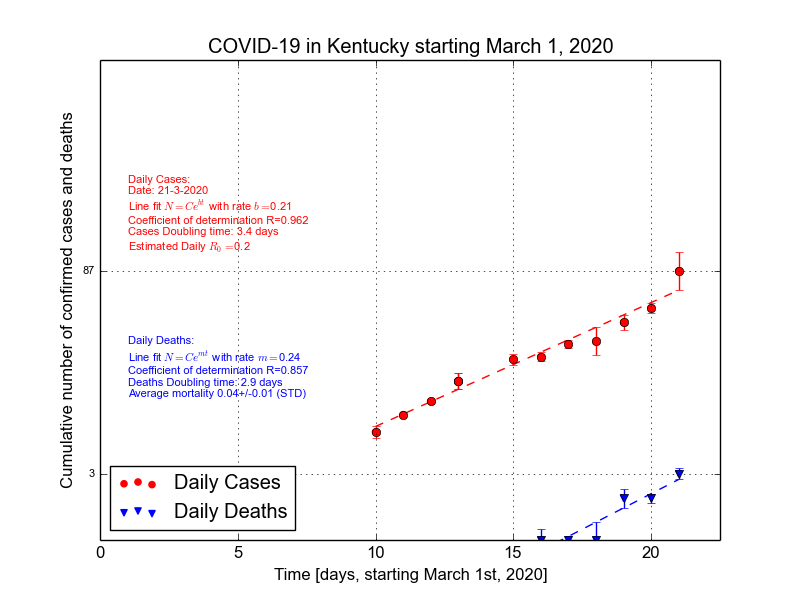 COVID-19 in Kentucky starting March 1, 2020
Cumulative number of confirmed cases and deaths
Daily Cases:
Date: 21-3-2020
Line fit N=Ce^{bt} with rate b=0.21
Coefficient of determination R=0.962
Cases Doubling time: 3.4 days
Estimated Daily R_0=0.2
87
Daily Deaths:
Line fit N=Ce^{mt} with rate m=0.24
Coefficient of determination R=0.857
Deaths Doubling time: 2.9 days
Average mortality 0.04+/-0.01 (STD)
3
Daily Cases
Daily Deaths
0 5 10 15 20
Time [days, starting March 1st, 2020]